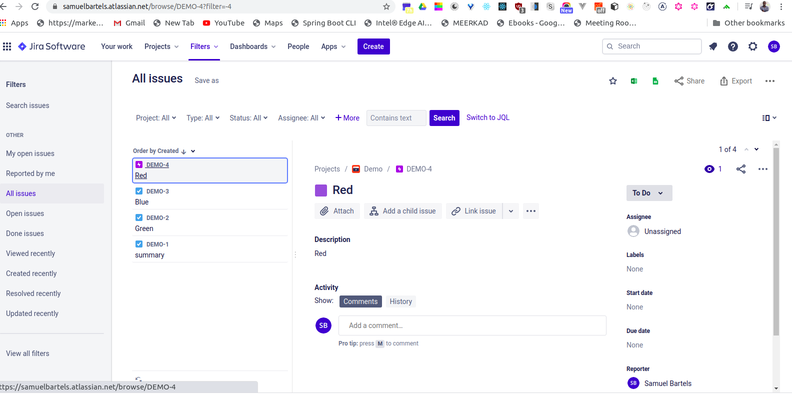 samuelbartels.atlassian.net/browse/DEMO-4?filter=-4
Apps https://marke... Gmail New Tab YouTube Maps Spring Boot CLI Intel® Edge AI... MEERKAD Ebooks - Goog... Meeting Roo... Other bookmarks
Jira Software Your work Projects Filters Dashboards People Apps Create Search SB
Filters
Search issues
OTHER
My open issues
Reported by me
All issues
Open issues
Done issues
Viewed recently
Created recently
Resolved recently
Updated recently
View all filters
https://samuelbartels.atlassian.net/browse/DEMO-4
All issues Save as Share Export
Project: All Type: All Status: All Assignee: All + More Contains text Search Switch to JQL
Order by Created
DEMO-4
Red
DEMO-3
Blue
DEMO-2
Green
DEMO-1
summary
1 of 4
Projects / Demo / DEMO-4
1
Red
Attach Add a child issue Link issue
Description
Red
Activity
Show: Comments History
SB Add a comment...
Pro tip: press M to comment
To Do
Assignee
Unassigned
Labels
None
Start date
None
Due date
None
Reporter
SB Samuel Bartels